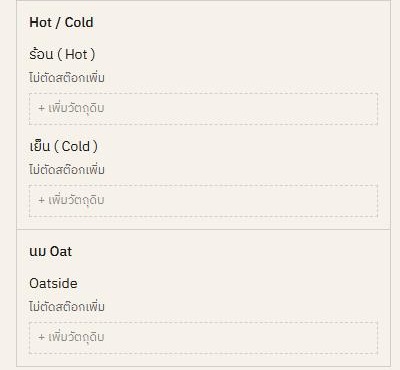 Hot / Cold
ร้อน ( Hot )
ไม่ตัดสต๊อกเพิ่ม
+ เพิ่มวัตถุดิบ
เย็น ( Cold )
ไม่ตัดสต๊อกเพิ่ม
+ เพิ่มวัตถุดิบ
นม Oat
Oatside
ไม่ตัดสต๊อกเพิ่ม
+ เพิ่มวัตถุดิบ